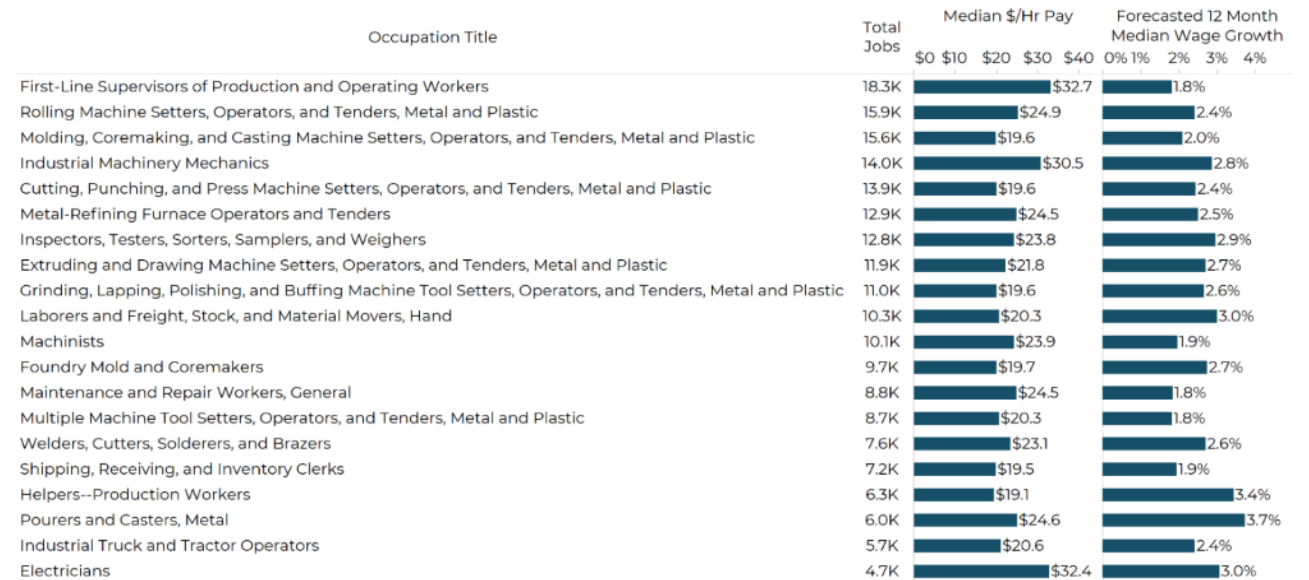 Occupation Title
Total Jobs
Median $/Hr Pay
Forecasted 12 Month Median Wage Growth
$0 $10 $20 $30 $40 0% 1% 2% 3% 4%
First-Line Supervisors of Production and Operating Workers 18.3K $32.7 1.8%
Rolling Machine Setters, Operators, and Tenders, Metal and Plastic 15.9K $24.9 2.4%
Molding, Coremaking, and Casting Machine Setters, Operators, and Tenders, Metal and Plastic 15.6K $19.6 2.0%
Industrial Machinery Mechanics 14.0K $30.5 2.8%
Cutting, Punching, and Press Machine Setters, Operators, and Tenders, Metal and Plastic 13.9K $19.6 2.4%
Metal-Refining Furnace Operators and Tenders 12.9K $24.5 2.5%
Inspectors, Testers, Sorters, Samplers, and Weighers 12.8K $23.8 2.9%
Extruding and Drawing Machine Setters, Operators, and Tenders, Metal and Plastic 11.9K $21.8 2.7%
Grinding, Lapping, Polishing, and Buffing Machine Tool Setters, Operators, and Tenders, Metal and Plastic 11.0K $19.6 2.6%
Laborers and Freight, Stock, and Material Movers, Hand 10.3K $20.3 3.0%
Machinists 10.1K $23.9 1.9%
Foundry Mold and Coremakers 9.7K $19.7 2.7%
Maintenance and Repair Workers, General 8.8K $24.5 1.8%
Multiple Machine Tool Setters, Operators, and Tenders, Metal and Plastic 8.7K $20.3 1.8%
Welders, Cutters, Solderers, and Brazers 7.6K $23.1 2.6%
Shipping, Receiving, and Inventory Clerks 7.2K $19.5 1.9%
Helpers--Production Workers 6.3K $19.1 3.4%
Pourers and Casters, Metal 6.0K $24.6 3.7%
Industrial Truck and Tractor Operators 5.7K $20.6 2.4%
Electricians 4.7K $32.4 3.0%